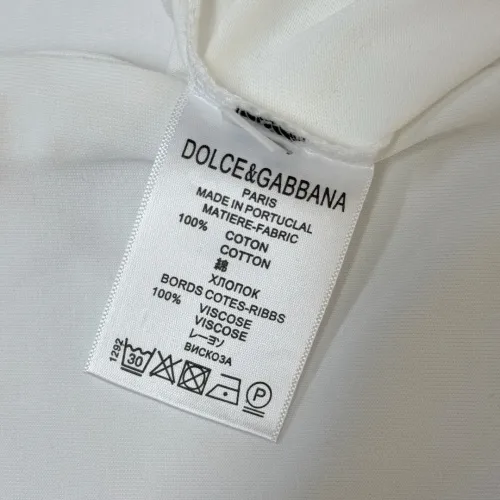 DOLCE&GABBANA
PARIS
MADE IN PORTUCLAL
MATIERE-FABRIC
100% COTON
COTTON
綿
ХЛОПОК
BORDS COTES-RIBBS
100% VISCOSE
VISCOSE
レーヨン
ВИСКОЗА
1292
30
P